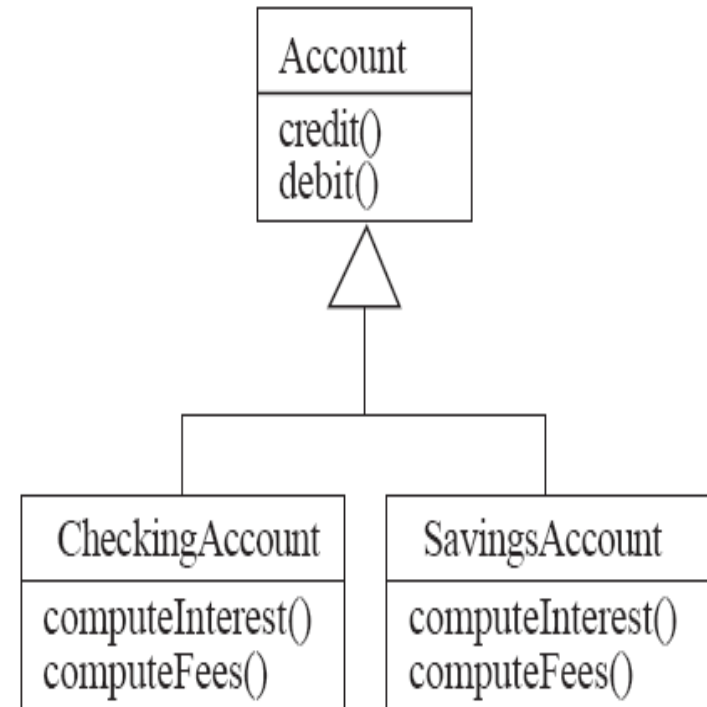 Account
credit()
debit()
CheckingAccount
computeInterest()
computeFees()
SavingsAccount
computeInterest()
computeFees()